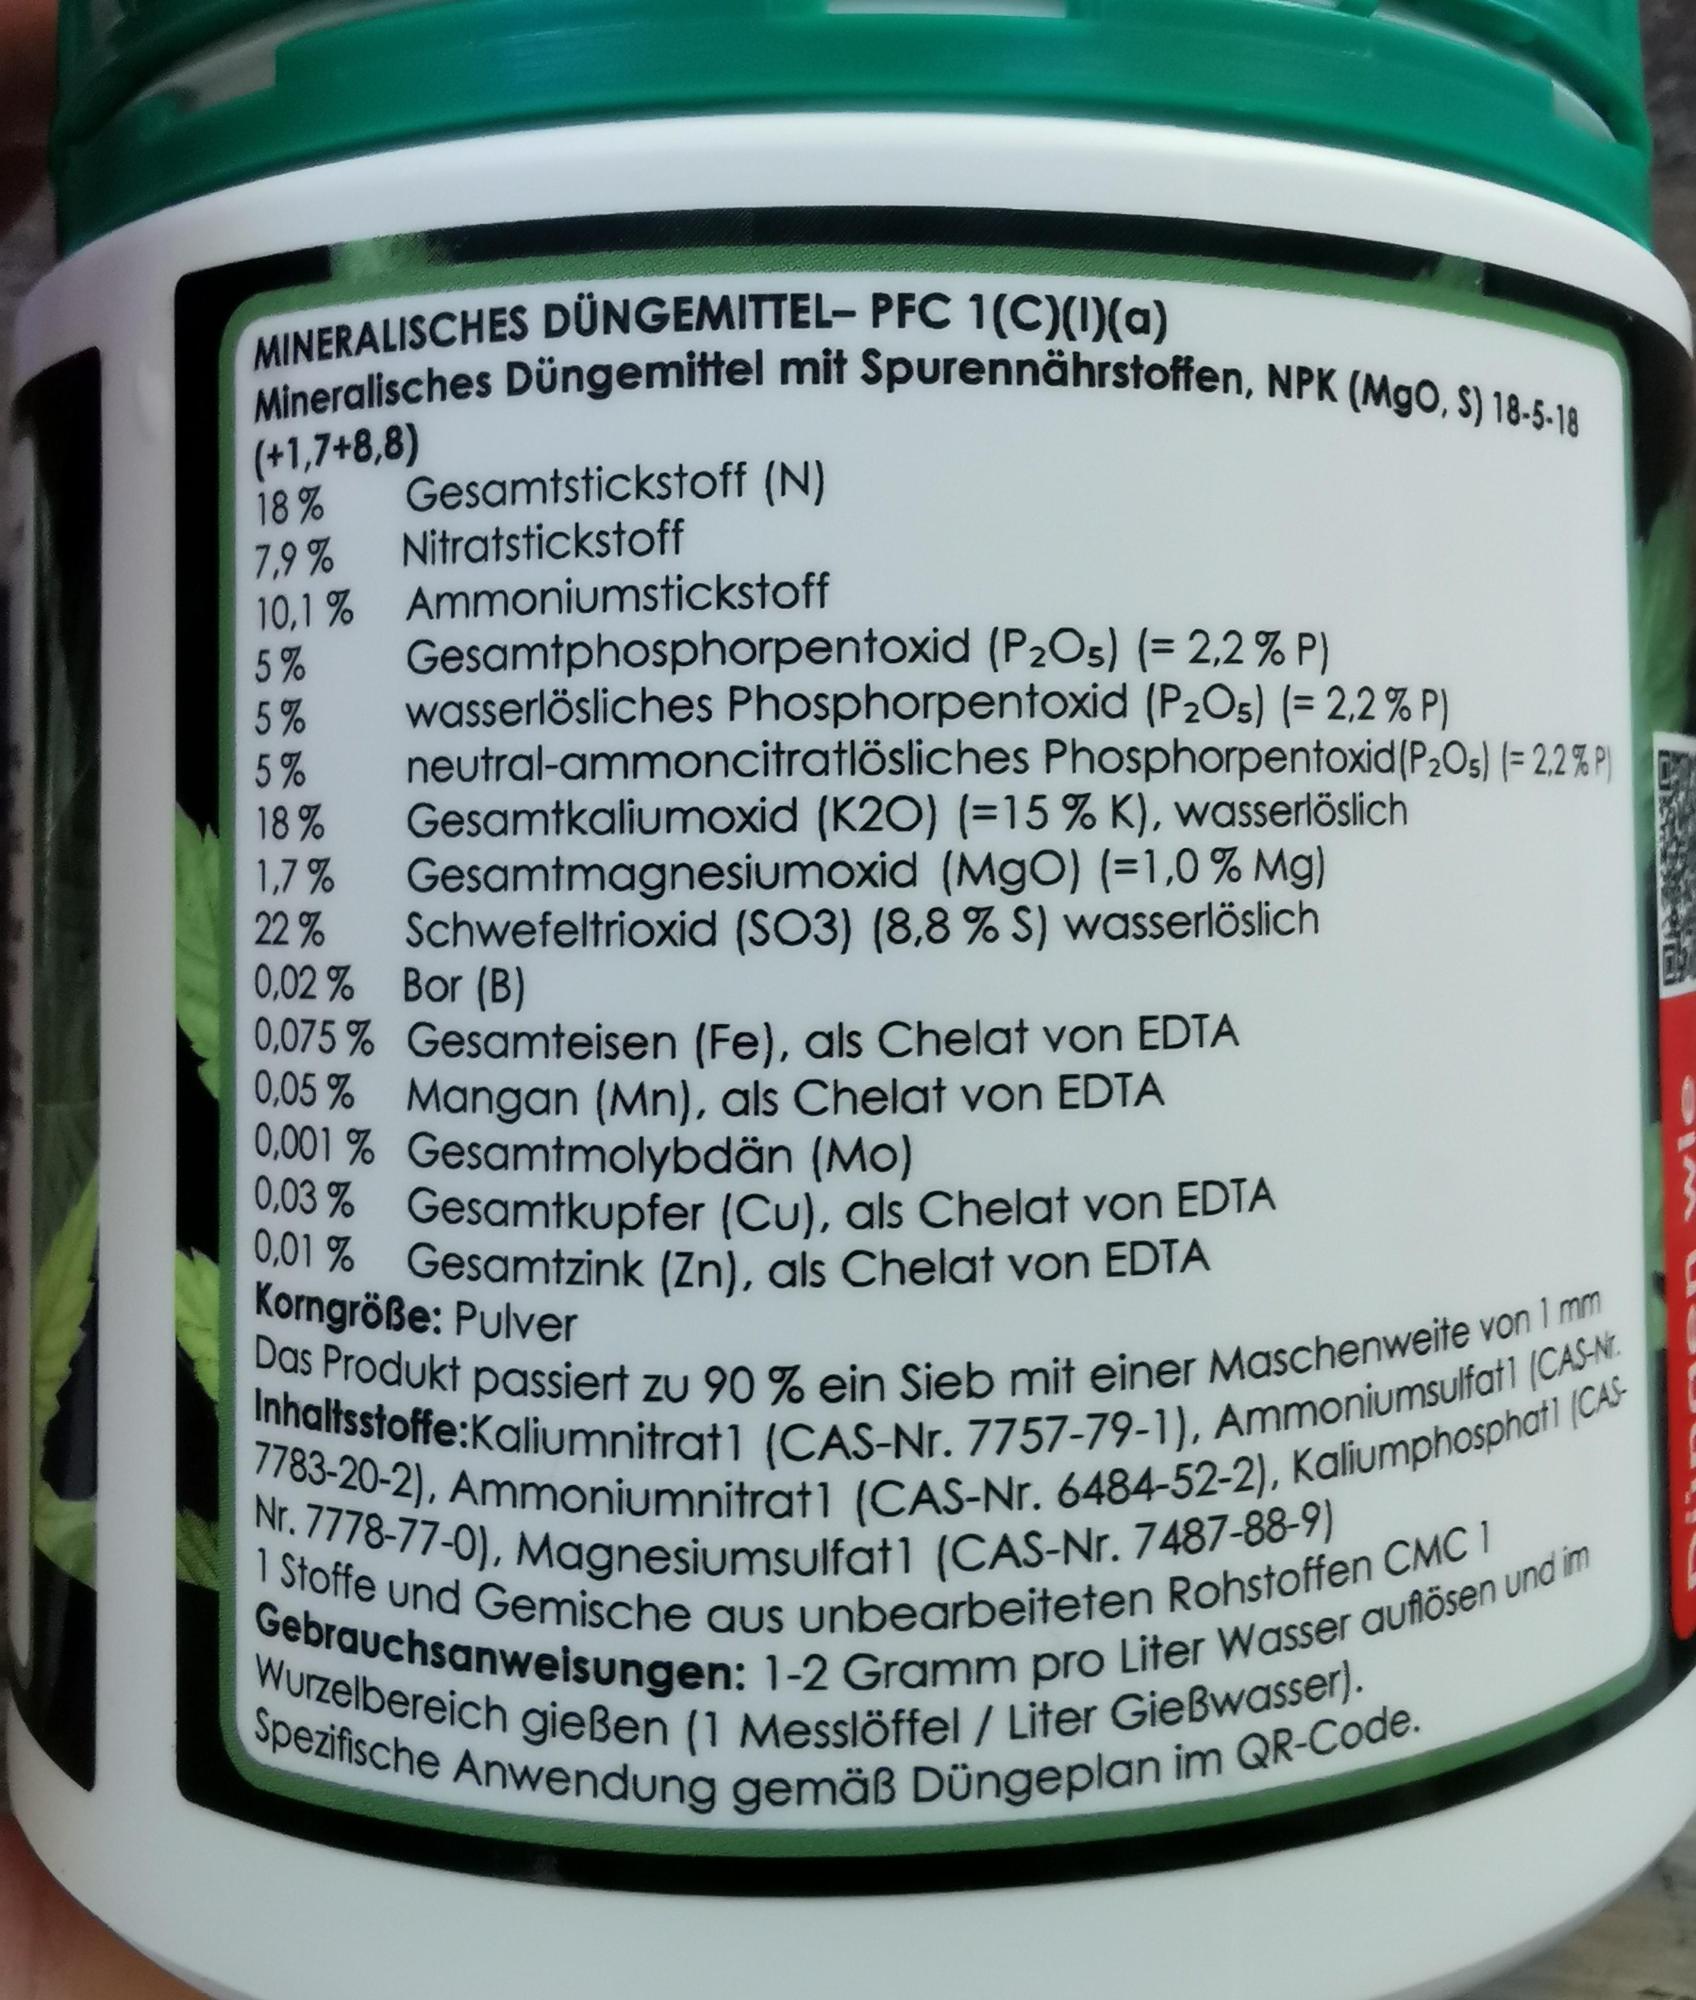 MINERALISCHES DÜNGEMITTEL– PFC 1(C)(I)(a)
Mineralisches Düngemittel mit Spurennährstoffen, NPK (MgO, S) 18-5-18
(+1,7+8,8)
18 % Gesamtstickstoff (N)
7,9 % Nitratstickstoff
10,1 % Ammoniumstickstoff
5 % Gesamtphosphorpentoxid (P₂O₅) (= 2,2 % P)
5 % wasserlösliches Phosphorpentoxid (P₂O₅) (= 2,2 % P)
5 % neutral-ammoncitratlösliches Phosphorpentoxid(P₂O₅) (= 2,2 % P)
18 % Gesamtkaliumoxid (K2O) (=15 % K), wasserlöslich
1,7 % Gesamtmagnesiumoxid (MgO) (=1,0 % Mg)
22 % Schwefeltrioxid (SO3) (8,8 % S) wasserlöslich
0,02 % Bor (B)
0,075 % Gesamteisen (Fe), als Chelat von EDTA
0,05 % Mangan (Mn), als Chelat von EDTA
0,001 % Gesamtmolybdän (Mo)
0,03 % Gesamtkupfer (Cu), als Chelat von EDTA
0,01 % Gesamtzink (Zn), als Chelat von EDTA
Korngröße: Pulver
Das Produkt passiert zu 90 % ein Sieb mit einer Maschenweite von 1 mm
Inhaltsstoffe:Kaliumnitrat1 (CAS-Nr. 7757-79-1), Ammoniumsulfat1 (CAS-Nr.
7783-20-2), Ammoniumnitrat1 (CAS-Nr. 6484-52-2), Kaliumphosphat1 (CAS-
Nr. 7778-77-0), Magnesiumsulfat1 (CAS-Nr. 7487-88-9)
1 Stoffe und Gemische aus unbearbeiteten Rohstoffen CMC 1
Gebrauchsanweisungen: 1-2 Gramm pro Liter Wasser auflösen und im
Wurzelbereich gießen (1 Messlöffel / Liter Gießwasser).
Spezifische Anwendung gemäß Düngeplan im QR-Code.